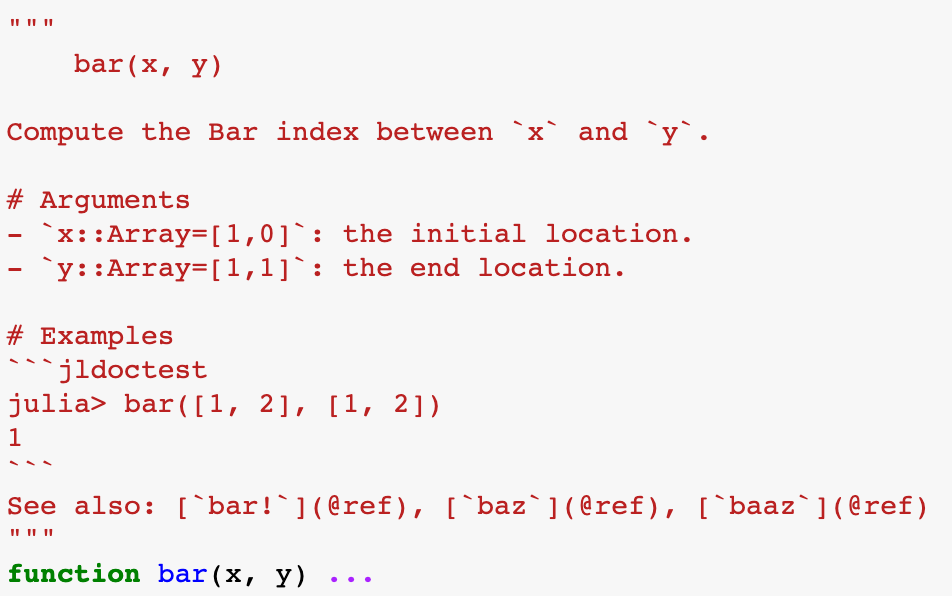 """
    bar(x, y)

Compute the Bar index between `x` and `y`.

# Arguments
- `x::Array=[1,0]`: the initial location.
- `y::Array=[1,1]`: the end location.

# Examples
```jldoctest
julia> bar([1, 2], [1, 2])
1
```
See also: [`bar!`](@ref), [`baz`](@ref), [`baaz`](@ref)
"""
function bar(x, y) ...